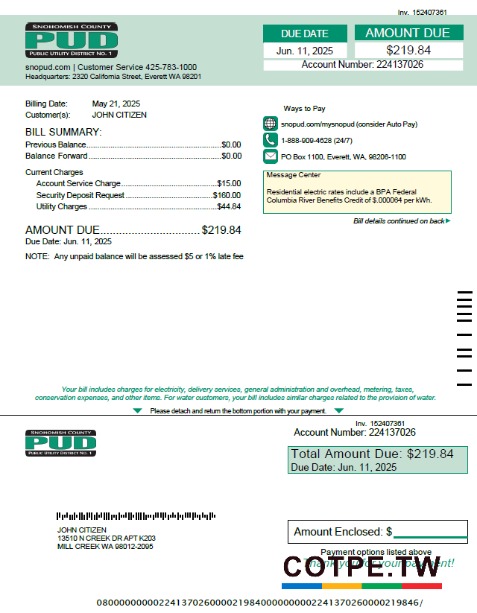 Inv. 162407361
SNOHOMISH COUNTY
PUD
PUBLIC UTILITY DISTRICT No. 1
snopud.com | Customer Service 425-783-1000
Headquarters: 2320 California Street, Everett WA 98201
DUE DATE
AMOUNT DUE
Jun. 11, 2025
$219.84
Account Number: 224137026
Billing Date: May 21, 2025
Customer(s): JOHN CITIZEN
BILL SUMMARY:
Previous Balance $0.00
Balance Forward $0.00
Current Charges
Account Service Charge $15.00
Security Deposit Request $160.00
Utility Charges $44.84
AMOUNT DUE $219.84
Due Date: Jun. 11, 2025
NOTE: Any unpaid balance will be assessed $5 or 1% late fee
Ways to Pay
snopud.com/mysnopud (consider Auto Pay)
1-888-909-4628 (24/7)
PO Box 1100, Everett, WA, 98206-1100
Message Center
Residential electric rates include a BPA Federal
Columbia River Benefits Credit of $.000064 per kWh.
Bill details continued on back
Your bill includes charges for electricity, delivery services, general administration and overhead, metering, taxes,
conservation expenses, and other items. For water customers, your bill includes similar charges related to the provision of water.
Please detach and return the bottom portion with your payment.
SNOHOMISH COUNTY
PUD
PUBLIC UTILITY DISTRICT No. 1
Inv. 162407361
Account Number: 224137026
Total Amount Due: $219.84
Due Date: Jun. 11, 2025
JOHN CITIZEN
13510 N CREEK DR APT K203
MILL CREEK WA 98012-2095
Amount Enclosed: $
Payment options listed above
Thank you for your payment!
COTPE.TW